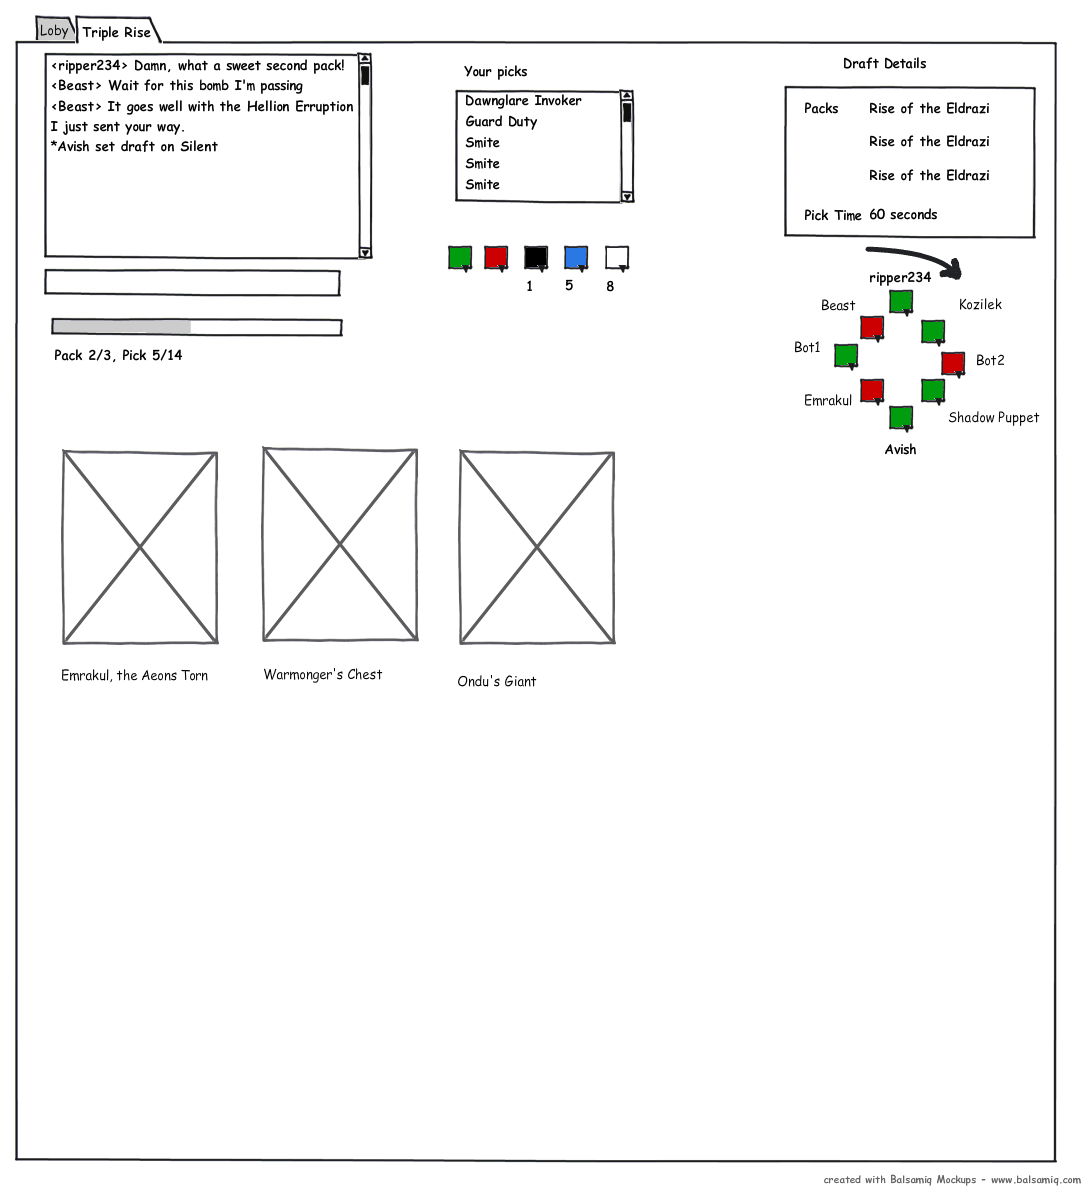 Loby
Triple Rise
<ripper234> Damn, what a sweet second pack!
<Beast> Wait for this bomb I'm passing
<Beast> It goes well with the Hellion Erruption
I just sent your way.
*Avish set draft on Silent
Pack 2/3, Pick 5/14
Your picks
Dawnglare Invoker
Guard Duty
Smite
Smite
Smite
1 5 8
Draft Details
Packs Rise of the Eldrazi
Rise of the Eldrazi
Rise of the Eldrazi
Pick Time 60 seconds
ripper234
Beast Kozilek
Bot1 Bot2
Emrakul Shadow Puppet
Avish
Emrakul, the Aeons Torn
Warmonger's Chest
Ondu's Giant
created with Balsamiq Mockups - www.balsamiq.com